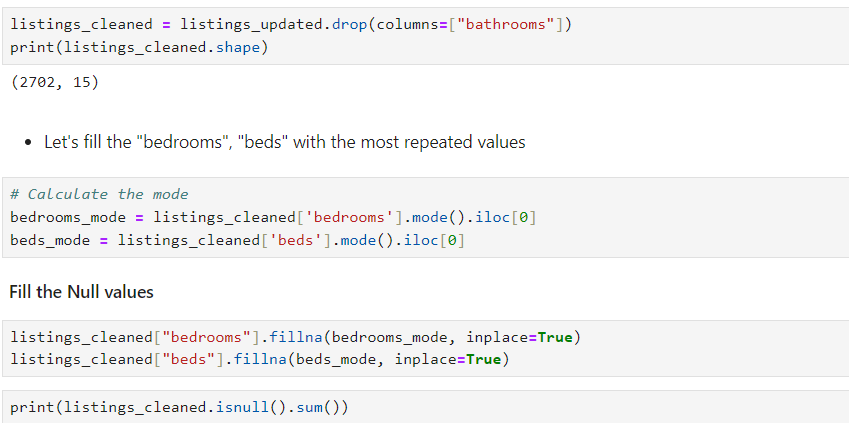 listings_cleaned = listings_updated.drop(columns=["bathrooms"])
print(listings_cleaned.shape)
(2702, 15)
• Let's fill the "bedrooms", "beds" with the most repeated values
# Calculate the mode
bedrooms_mode = listings_cleaned['bedrooms'].mode().iloc[0]
beds_mode = listings_cleaned['beds'].mode().iloc[0]
Fill the Null values
listings_cleaned["bedrooms"].fillna(bedrooms_mode, inplace=True)
listings_cleaned["beds"].fillna(beds_mode, inplace=True)
print(listings_cleaned.isnull().sum())